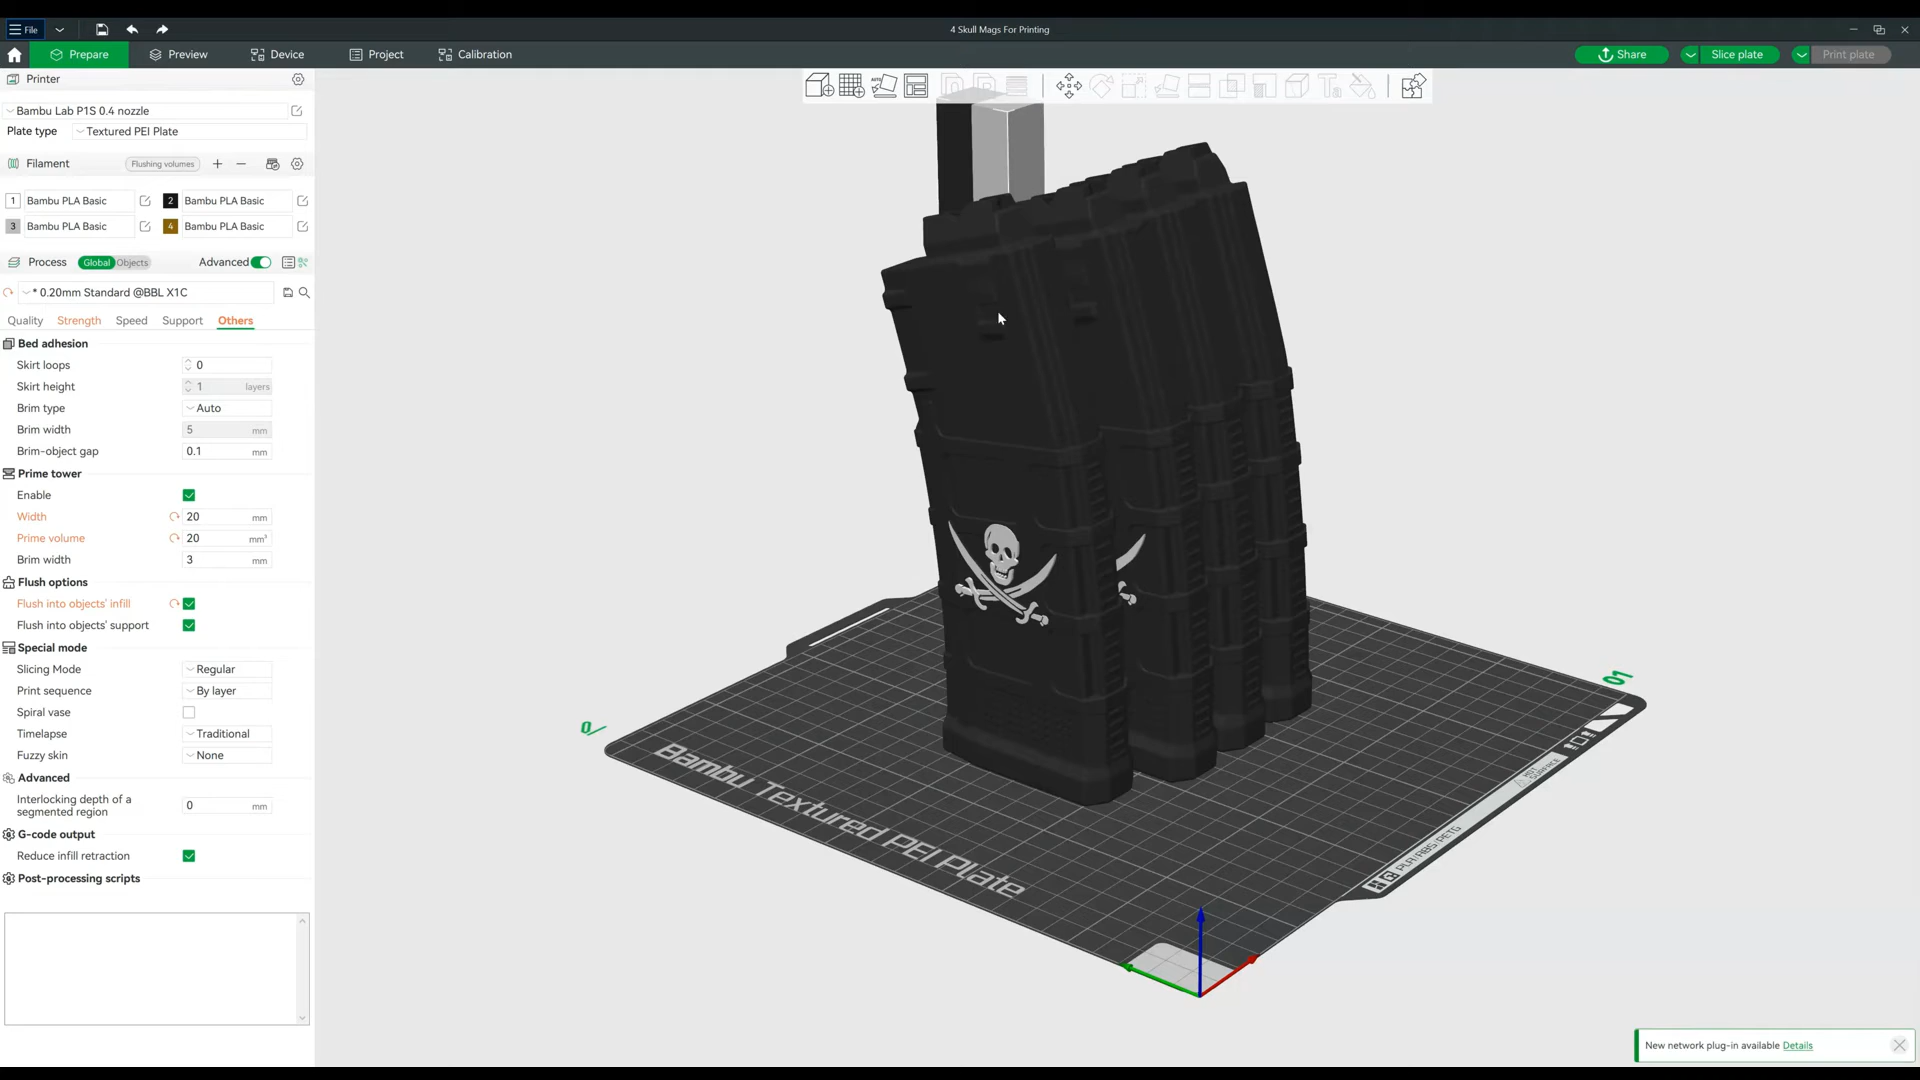 File
4 Skull Mags For Printing
Prepare
Preview
Device
Project
Calibration
Share
Slice plate
Print plate
Printer
Bambu Lab P1S 0.4 nozzle
Plate type
Textured PEI Plate
Filament
Flushing volumes
1 Bambu PLA Basic
2 Bambu PLA Basic
3 Bambu PLA Basic
4 Bambu PLA Basic
Process
Global Objects
Advanced
* 0.20mm Standard @BBL X1C
Quality Strength Speed Support Others
Bed adhesion
Skirt loops 0
Skirt height 1 layers
Brim type Auto
Brim width 5 mm
Brim-object gap 0.1 mm
Prime tower
Enable
Width 20 mm
Prime volume 20 mm³
Brim width 3 mm
Flush options
Flush into objects' infill
Flush into objects' support
Special mode
Slicing Mode Regular
Print sequence By layer
Spiral vase
Timelapse Traditional
Fuzzy skin None
Advanced
Interlocking depth of a
segmented region 0 mm
G-code output
Reduce infill retraction
Post-processing scripts
01
Bambu Textured PEI Plate
HOT SURFACE
PLA/ABS/PETG
New network plug-in available Details